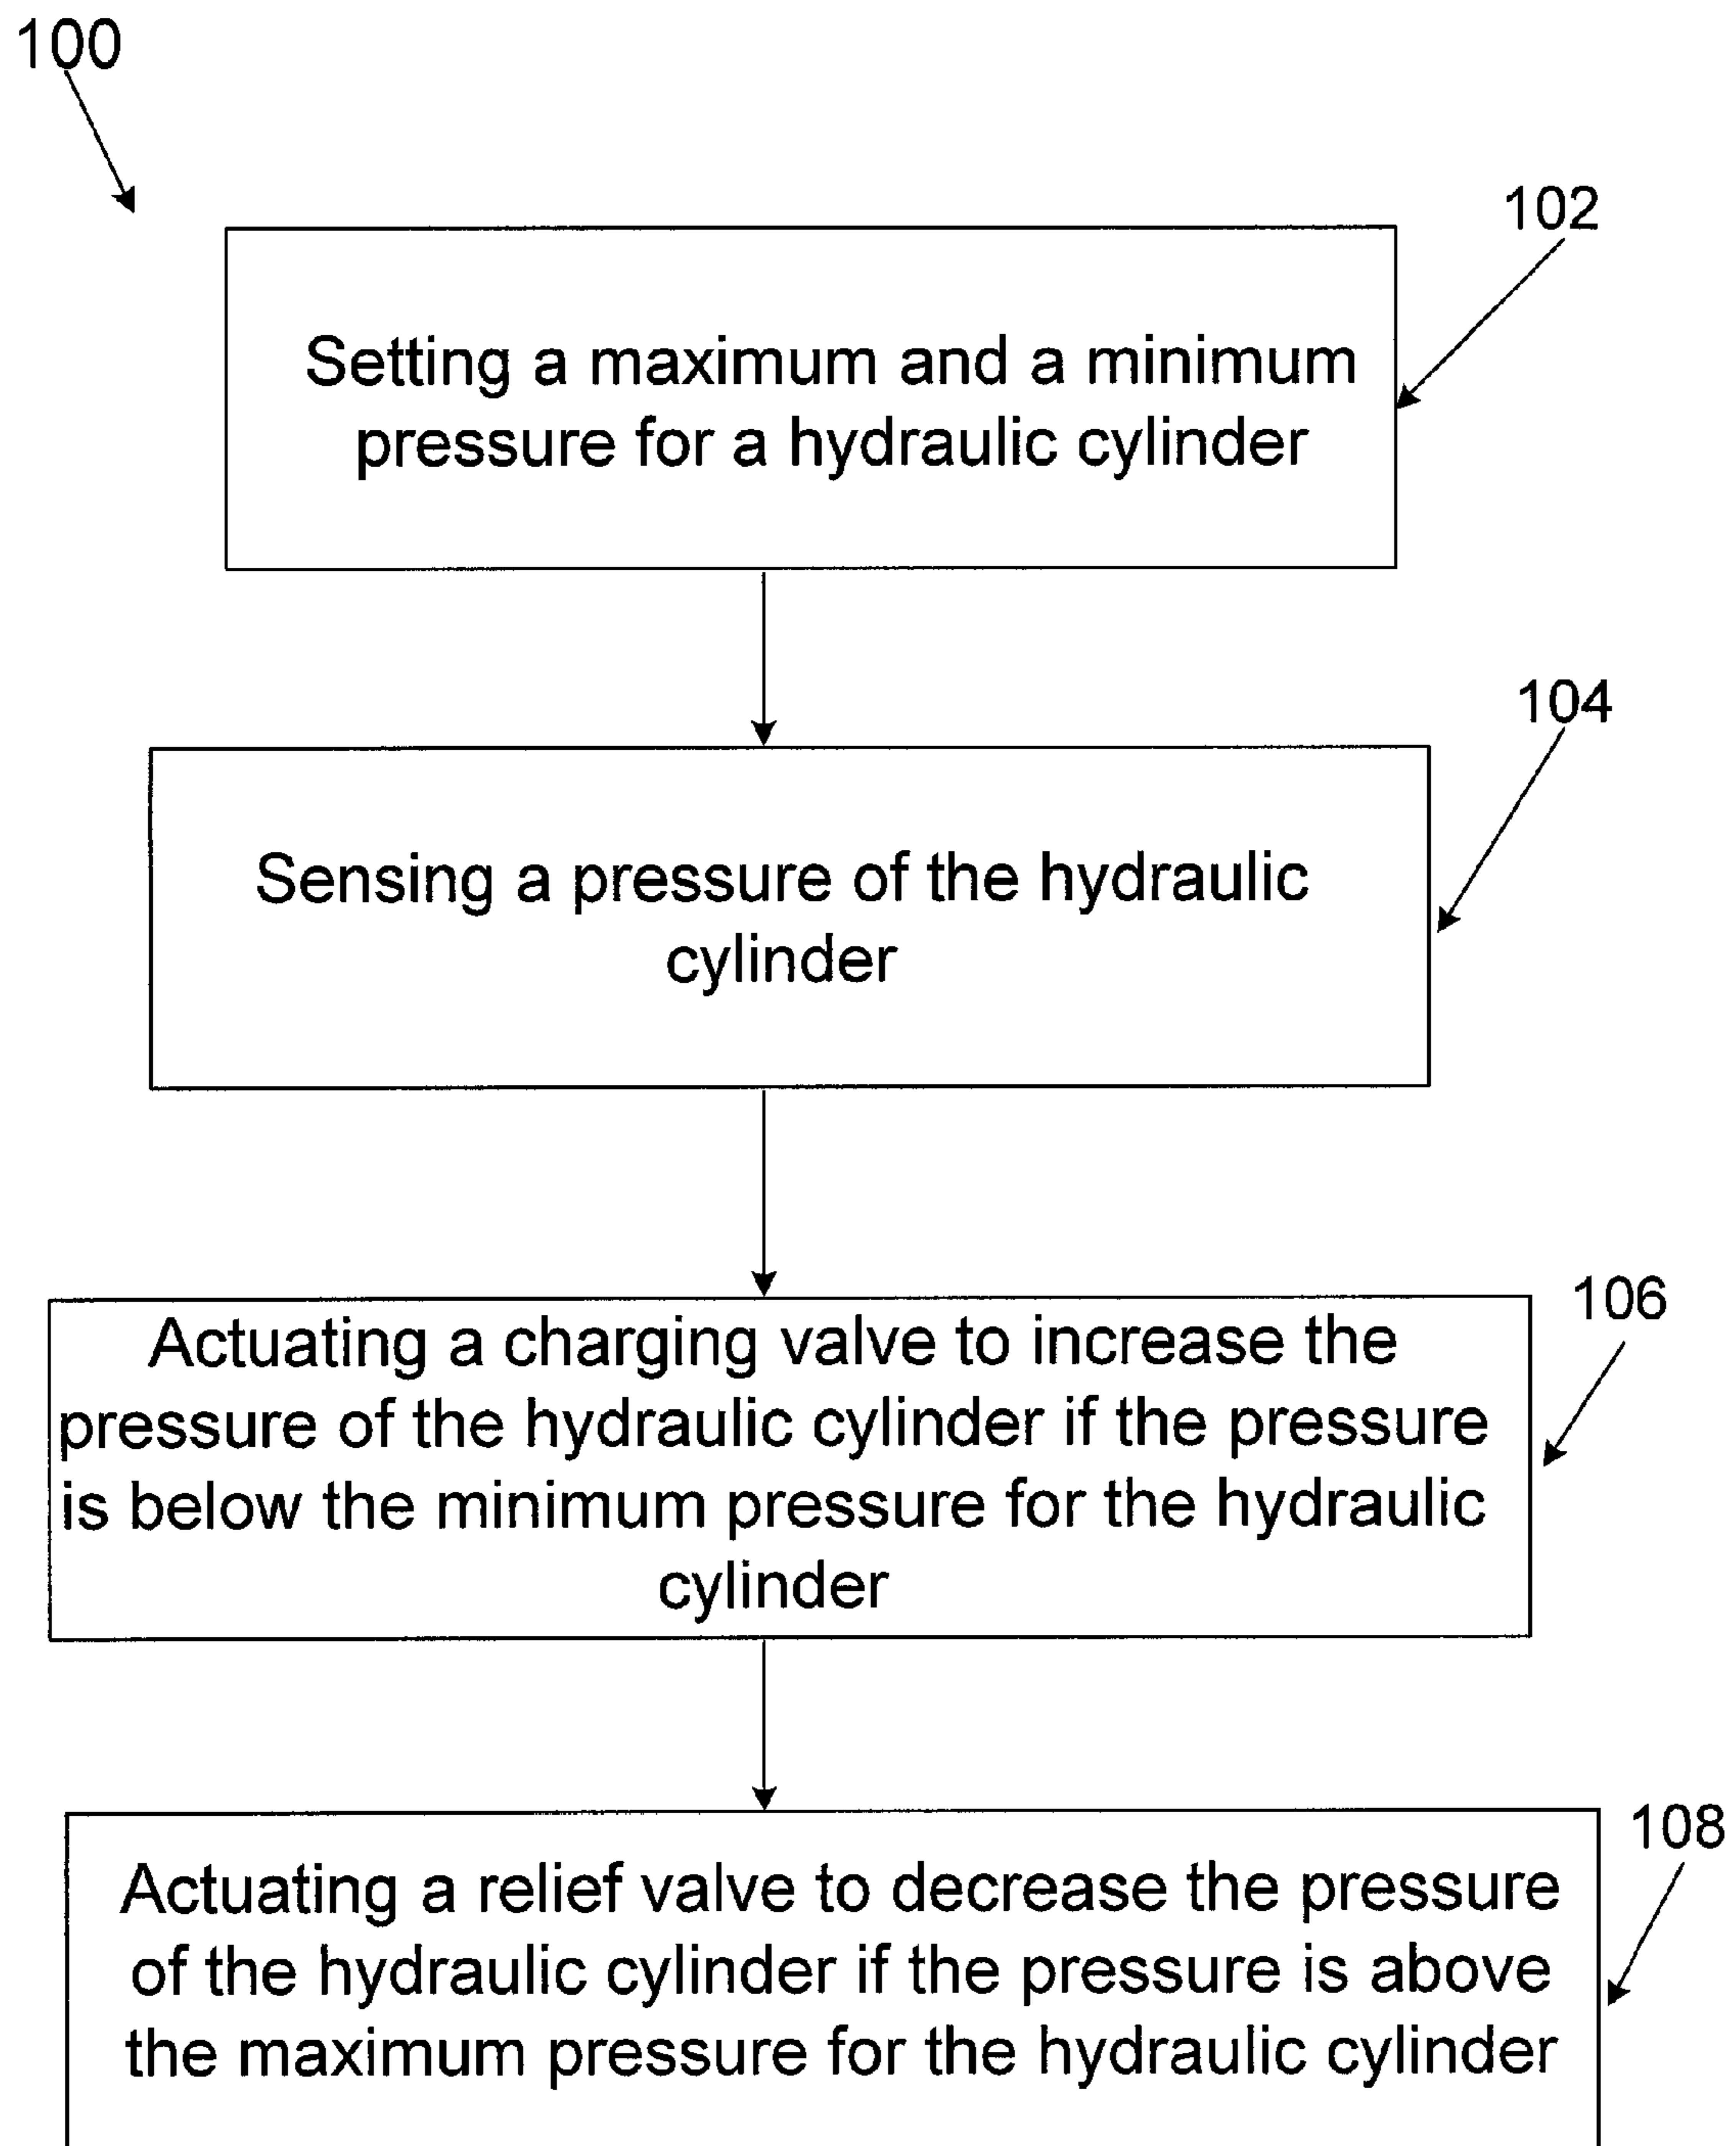 100
102
Setting a maximum and a minimum
pressure for a hydraulic cylinder
104
Sensing a pressure of the hydraulic
cylinder
106
Actuating a charging valve to increase the
pressure of the hydraulic cylinder if the pressure
is below the minimum pressure for the hydraulic
cylinder
108
Actuating a relief valve to decrease the pressure
of the hydraulic cylinder if the pressure is above
the maximum pressure for the hydraulic cylinder